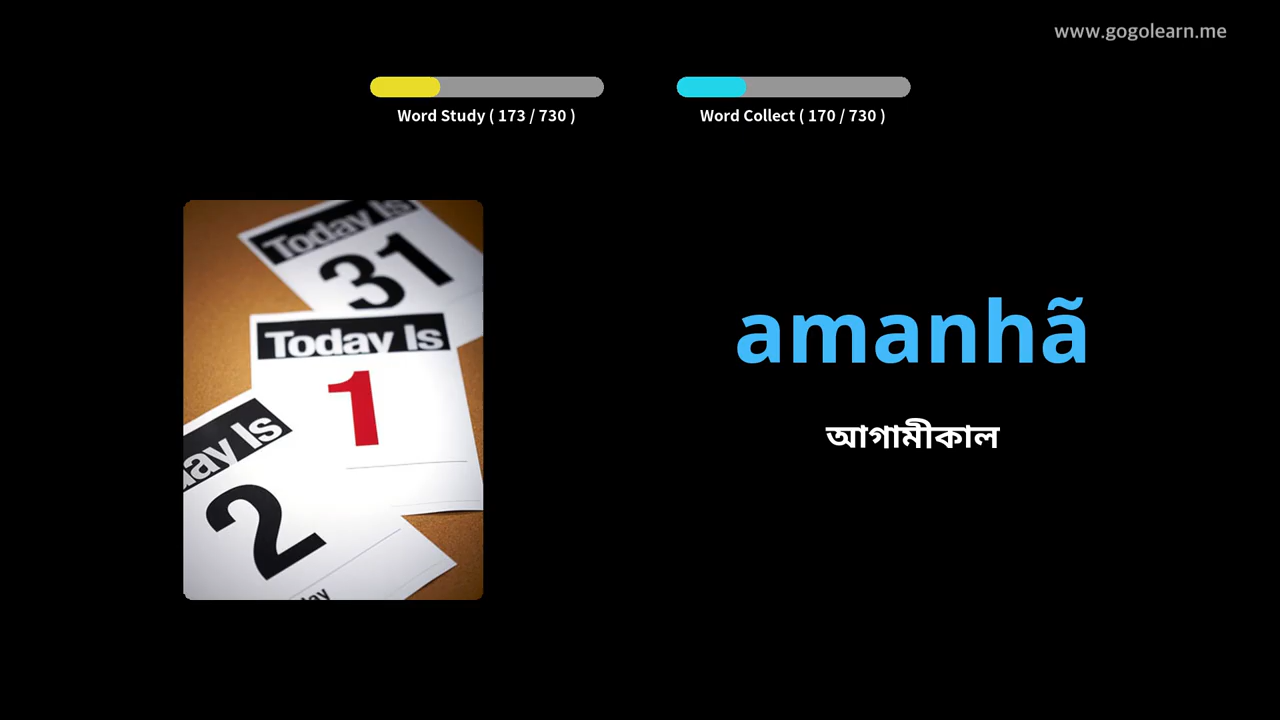 www.gogolearn.me
Word Study ( 173 / 730 )
Word Collect ( 170 / 730 )
Today Is
31
Today Is
1
ay Is
2
amanhã
আগামীকাল